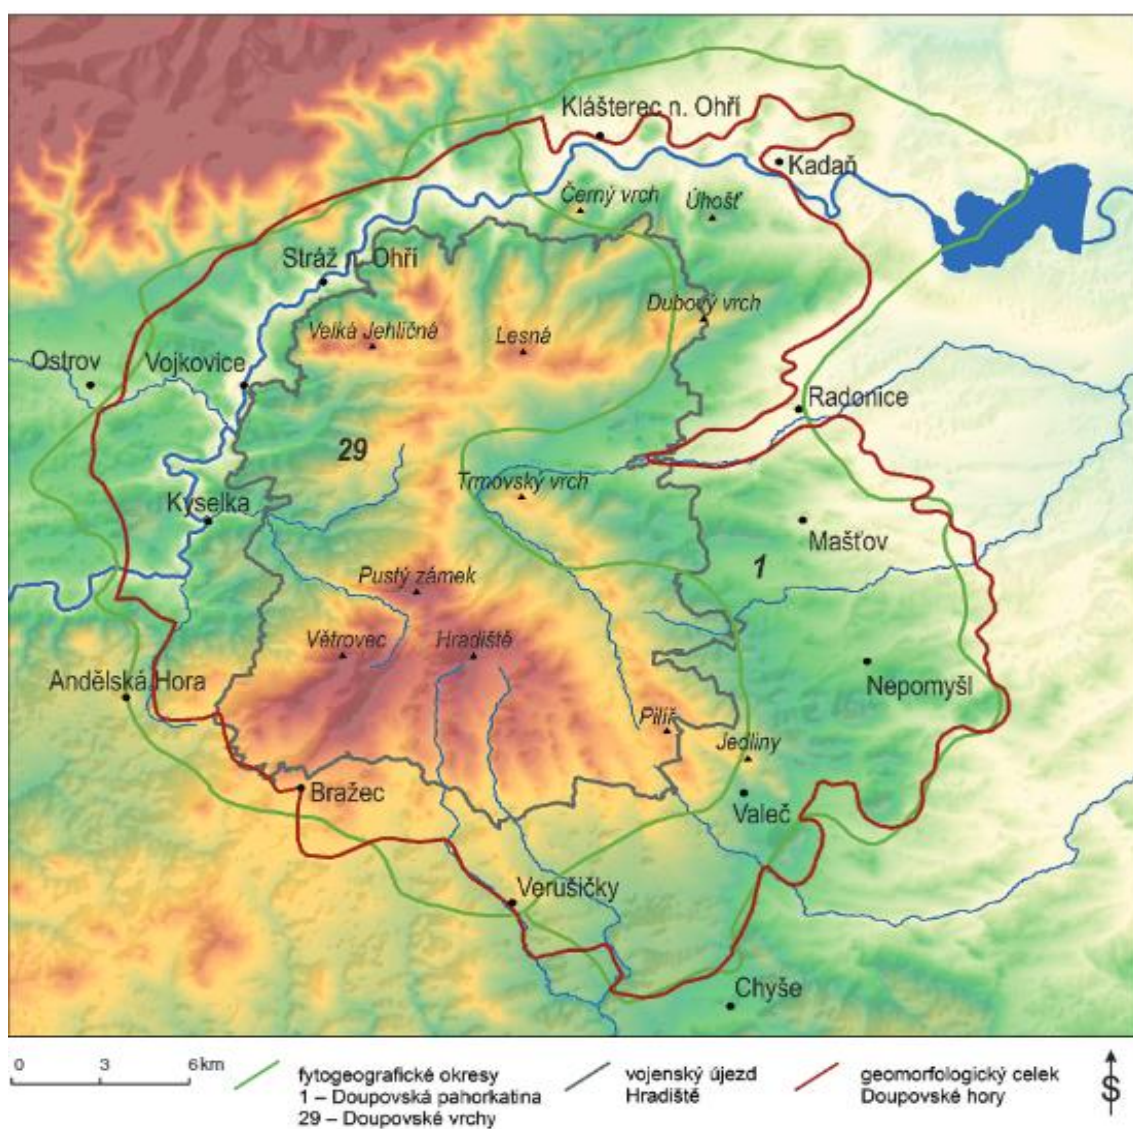 Klášterec n. Ohří
Kadaň
Černý vrch
Úhošť
Stráž n. Ohří
Dubový vrch
Velká Jehličná
Lesná
Ostrov
Vojkovice
Radonice
29
Trmovský vrch
Kyselka
Mašťov
1
Pustý zámek
Větrovec
Hradiště
Andělská Hora
Nepomyšl
Pilíř
Jedliny
Bražec
Valeč
Verušičky
Chyše
0 3 6 km
fytogeografické okresy
1 – Doupovská pahorkatina
29 – Doupovské vrchy
vojenský újezd
Hradiště
geomorfologický celek
Doupovské hory
S